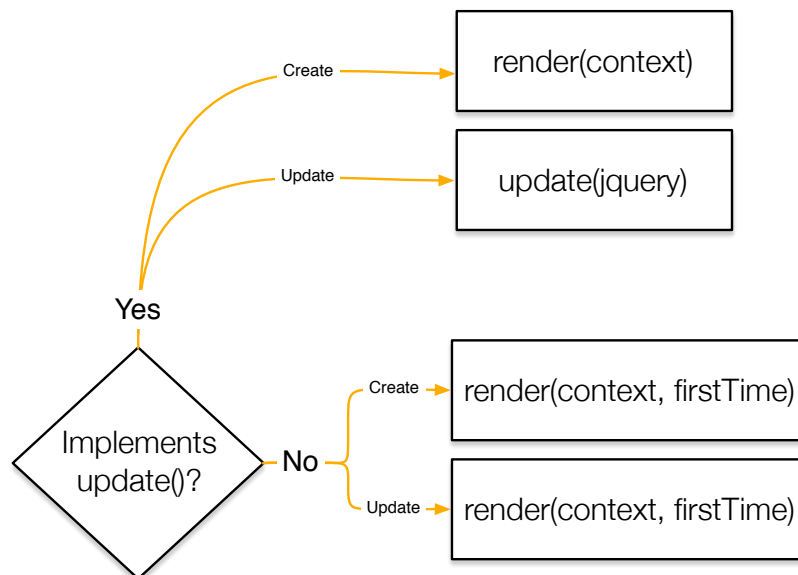 Create
render(context)
Update
update(jquery)
Yes
Implements
update()?
No
Create
render(context, firstTime)
Update
render(context, firstTime)